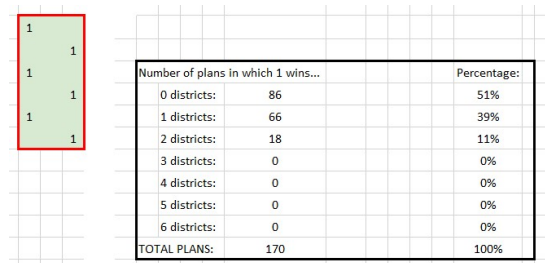 1
1
1
1
1
1
Number of plans in which 1 wins... Percentage:
0 districts: 86 51%
1 districts: 66 39%
2 districts: 18 11%
3 districts: 0 0%
4 districts: 0 0%
5 districts: 0 0%
6 districts: 0 0%
TOTAL PLANS: 170 100%